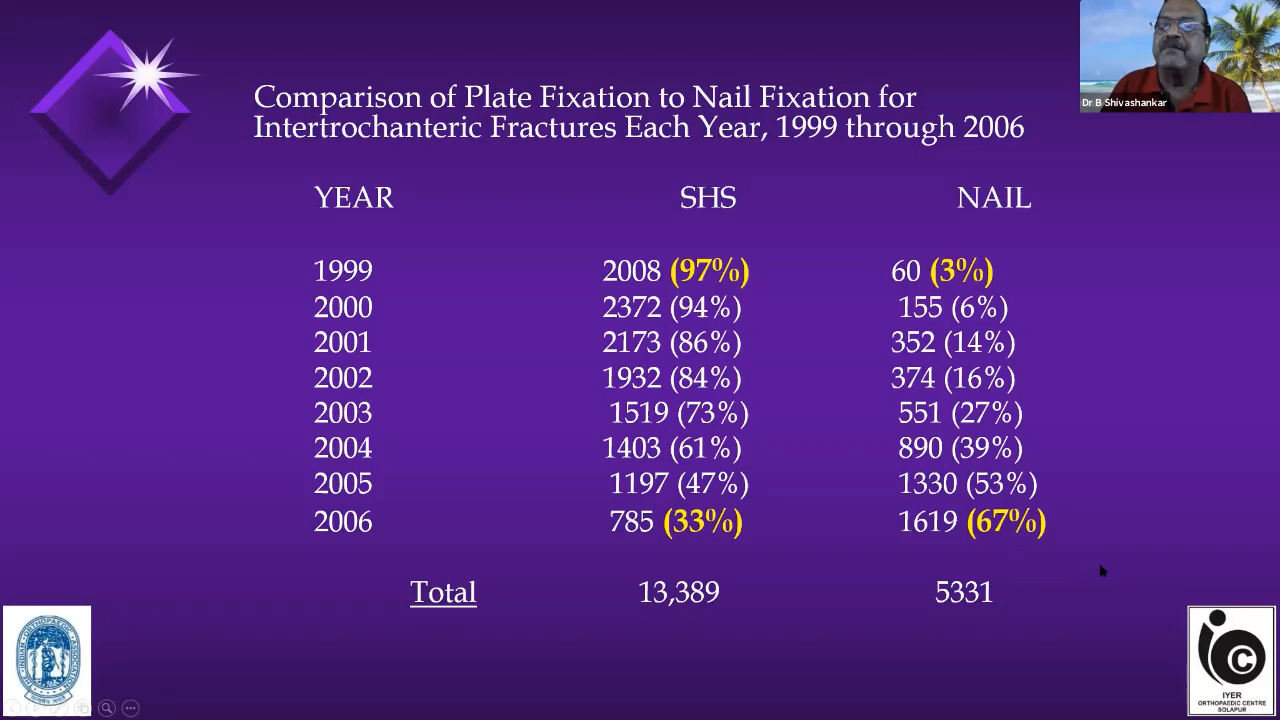 Dr B Shivashankar
Comparison of Plate Fixation to Nail Fixation for
Intertrochanteric Fractures Each Year, 1999 through 2006
YEAR SHS NAIL
1999 2008 (97%) 60 (3%)
2000 2372 (94%) 155 (6%)
2001 2173 (86%) 352 (14%)
2002 1932 (84%) 374 (16%)
2003 1519 (73%) 551 (27%)
2004 1403 (61%) 890 (39%)
2005 1197 (47%) 1330 (53%)
2006 785 (33%) 1619 (67%)
Total 13,389 5331
INDIAN ORTHOPAEDIC ASSOCIATION
C
IYER
ORTHOPAEDIC CENTRE
SOLAPUR